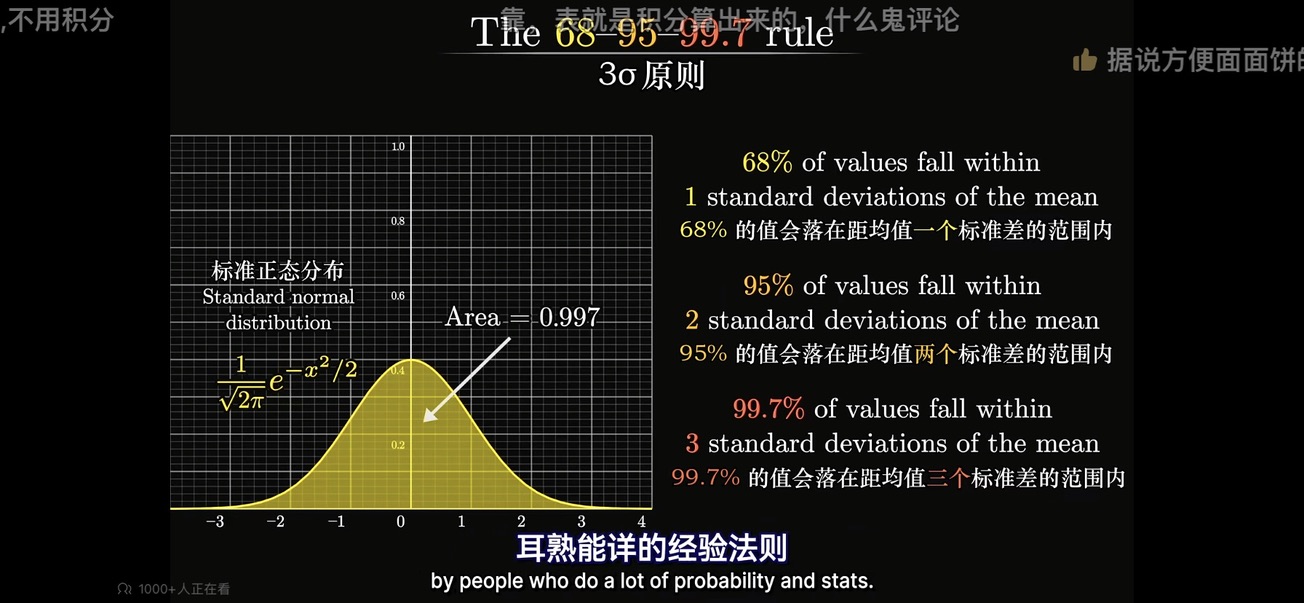 ,不用积分
靠，表就是积分算出来的，什么鬼评论
The 68–95–99.7 rule
3σ原则
据说方便面面饼的
1.0
0.8
0.6
0.4
0.2
标准正态分布
Standard normal
distribution
1/√2π e^−x²/2
Area = 0.997
−3 −2 −1 0 1 2 3 4
68% of values fall within
1 standard deviations of the mean
68% 的值会落在距均值一个标准差的范围内
95% of values fall within
2 standard deviations of the mean
95% 的值会落在距均值两个标准差的范围内
99.7% of values fall within
3 standard deviations of the mean
99.7% 的值会落在距均值三个标准差的范围内
耳熟能详的经验法则
by people who do a lot of probability and stats.
1000+人正在看